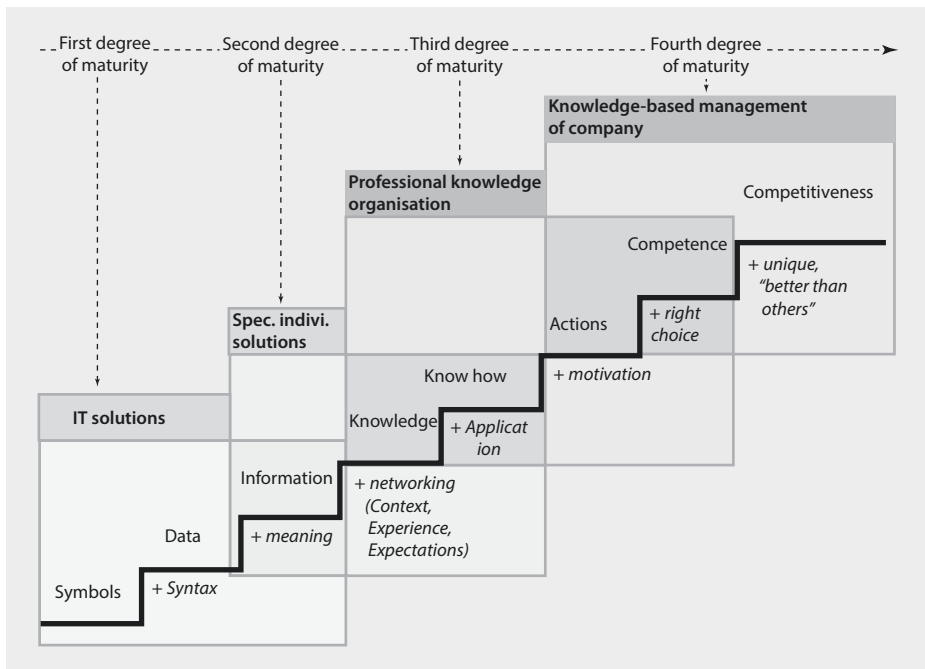 First degree
of maturity
Second degree
of maturity
Third degree
of maturity
Fourth degree
of maturity
Knowledge-based management
of company
Competitiveness
Professional knowledge
organisation
Competence
+ unique,
“better than
others”
Spec. indivi.
solutions
Actions
+ right
choice
Know how
+ motivation
IT solutions
Knowledge
+ Applicat
ion
Information
+ networking
(Context,
Experience,
Expectations)
Data
+ meaning
Symbols
+ Syntax